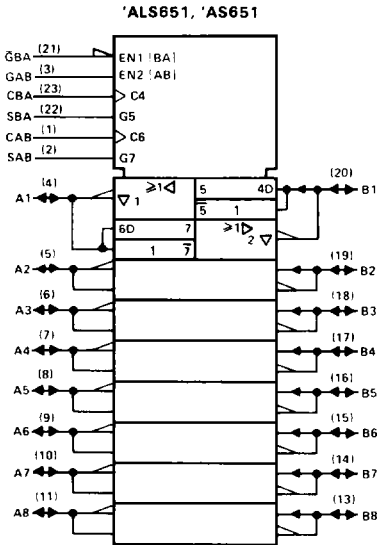 'ALS651, 'AS651
G̅BA (21) EN1 [BA]
GAB (3) EN2 [AB]
CBA (23) C4
SBA (22) G5
CAB (1) C6
SAB (2) G7
A1 (4) ≥1 ▽ 1 5 4D (20) B1
5̅ 1
6D 7 ≥1 2 ▽
1 7̅
A2 (5) (19) B2
A3 (6) (18) B3
A4 (7) (17) B4
A5 (8) (16) B5
A6 (9) (15) B6
A7 (10) (14) B7
A8 (11) (13) B8